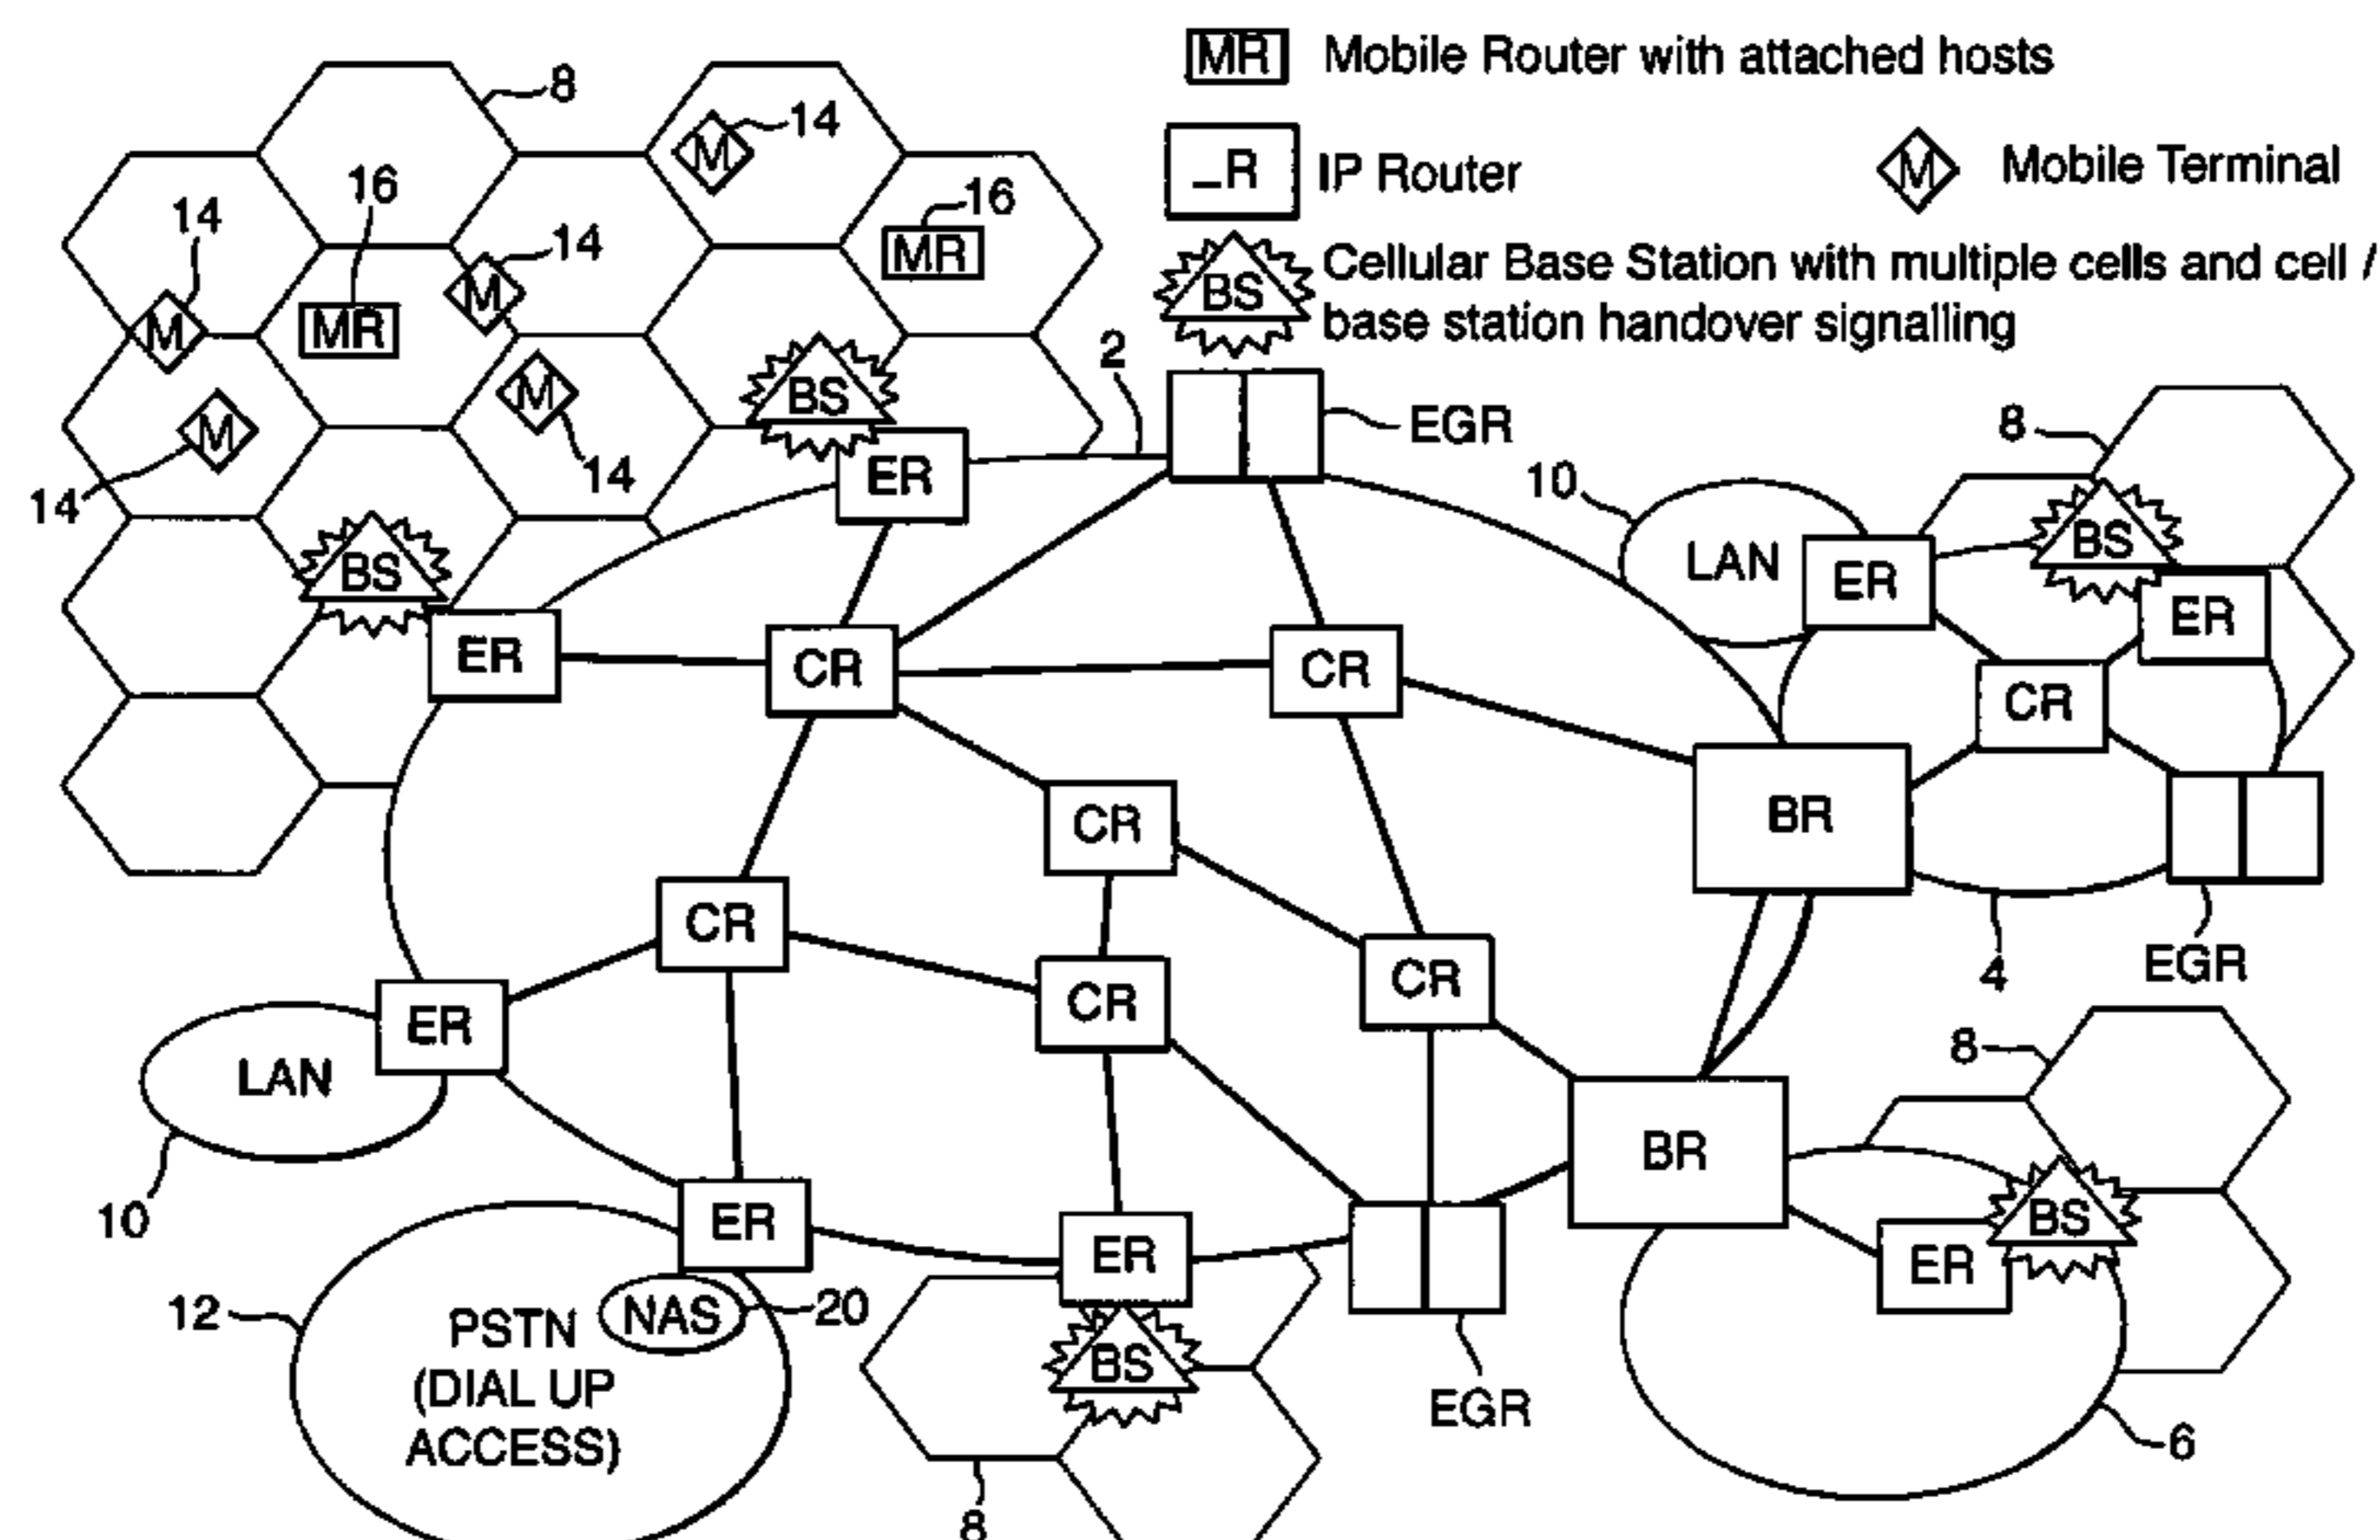 MR Mobile Router with attached hosts
8
14
_R IP Router
M Mobile Terminal
M
16
14
16
14
MR
BS Cellular Base Station with multiple cells and cell /
base station handover signalling
M
M
MR
2
BS
M
EGR
8
M
14
10
ER
14
BS
LAN
ER
BS
ER
ER
CR
CR
CR
BR
CR
CR
EGR
4
CR
CR
ER
LAN
8
10
ER
BR
BS
ER
ER
12
NAS
20
PSTN
(DIAL UP
ACCESS)
BS
EGR
6
8